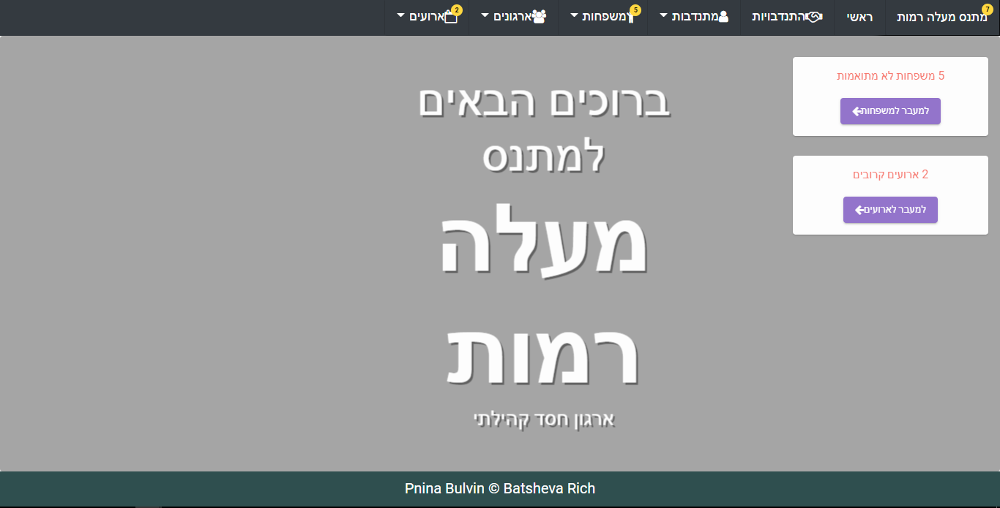 מתנס מעלה רמות 7
ראשי
התנדבויות
מתנדבות
משפחות 5
ארגונים
ארועים 2
5 משפחות לא מתואמות
למעבר למשפחות
2 ארועים קרובים
למעבר לארועים
ברוכים הבאים
למתנס
מעלה
רמות
ארגון חסד קהילתי
Pnina Bulvin © Batsheva Rich